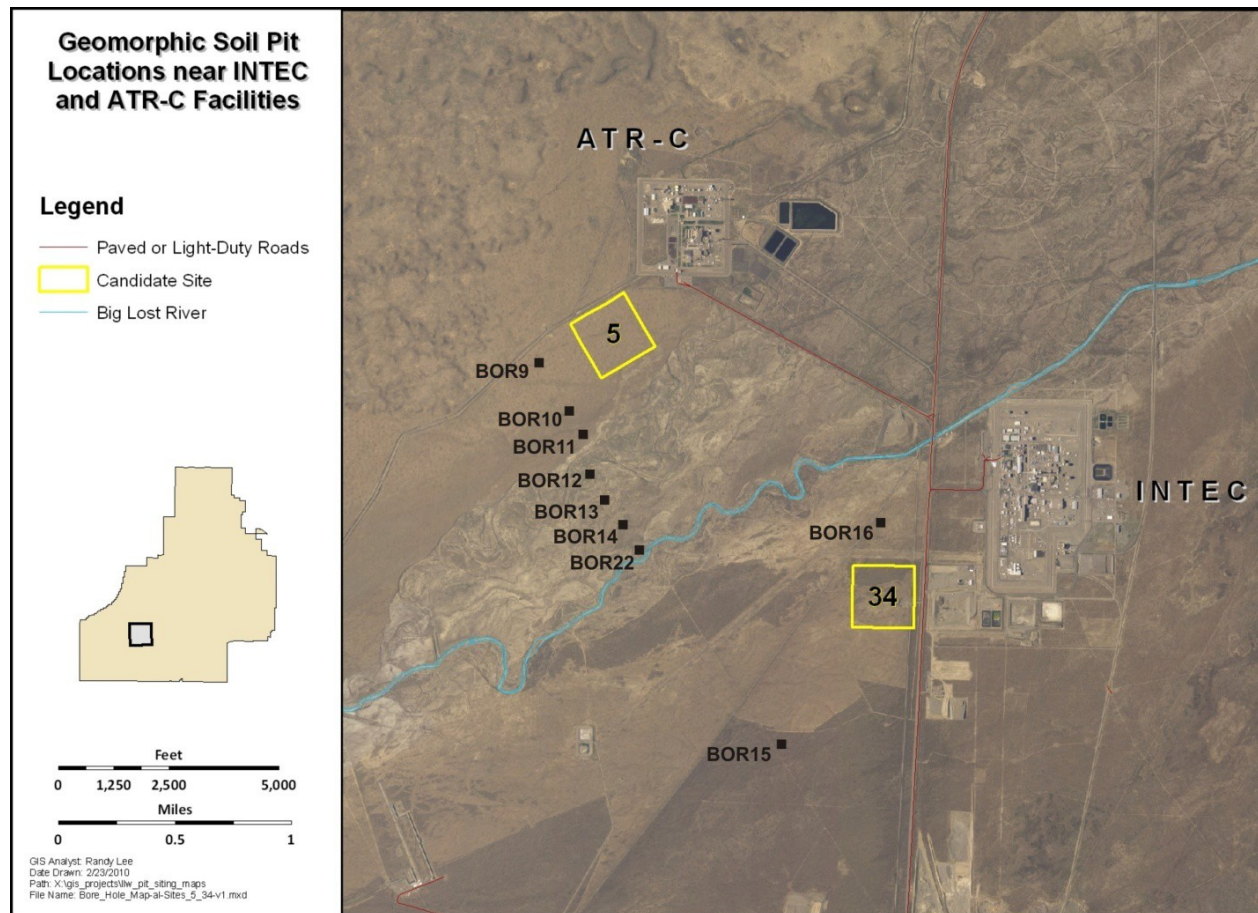 Geomorphic Soil Pit
Locations near INTEC
and ATR-C Facilities
Legend
Paved or Light-Duty Roads
Candidate Site
Big Lost River
Feet
0 1,250 2,500 5,000
Miles
0 0.5 1
GIS Analyst: Randy Lee
Date Drawn: 2/23/2010
Path: X:\gis_projects\llw_pit_siting_maps
File Name: Bore_Hole_Map-al-Sites_5_34-v1.mxd
ATR-C
5
BOR9
BOR10
BOR11
BOR12
BOR13
BOR14
BOR22
BOR16
INTEC
34
BOR15